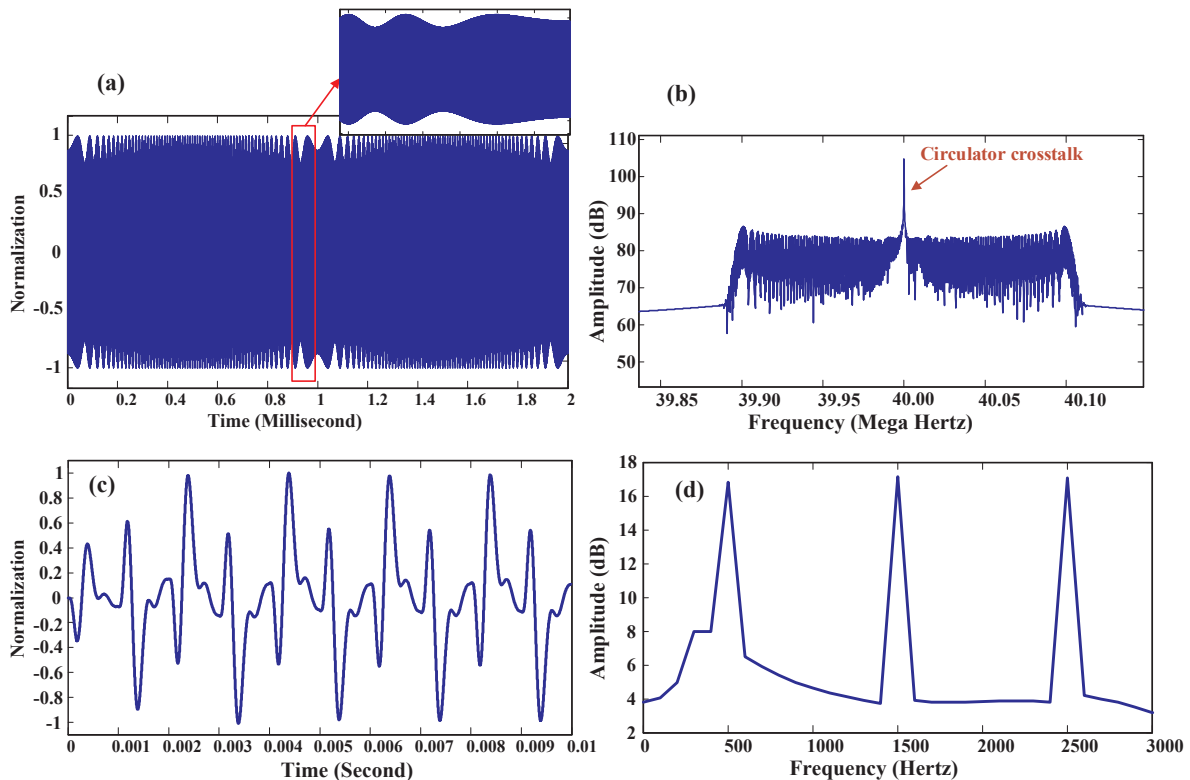 (a)
Normalization
1
0.5
0
-0.5
-1
0 0.2 0.4 0.6 0.8 1 1.2 1.4 1.6 1.8 2
Time (Millisecond)
(b)
Amplitude (dB)
110
100
90
80
70
60
50
Circulator crosstalk
39.85 39.90 39.95 40.00 40.05 40.10
Frequency (Mega Hertz)
(c)
Normalization
1
0.8
0.6
0.4
0.2
0
-0.2
-0.4
-0.6
-0.8
-1
0 0.001 0.002 0.003 0.004 0.005 0.006 0.007 0.008 0.009 0.01
Time (Second)
(d)
Amplitude (dB)
18
16
14
12
10
8
6
4
2
0 500 1000 1500 2000 2500 3000
Frequency (Hertz)